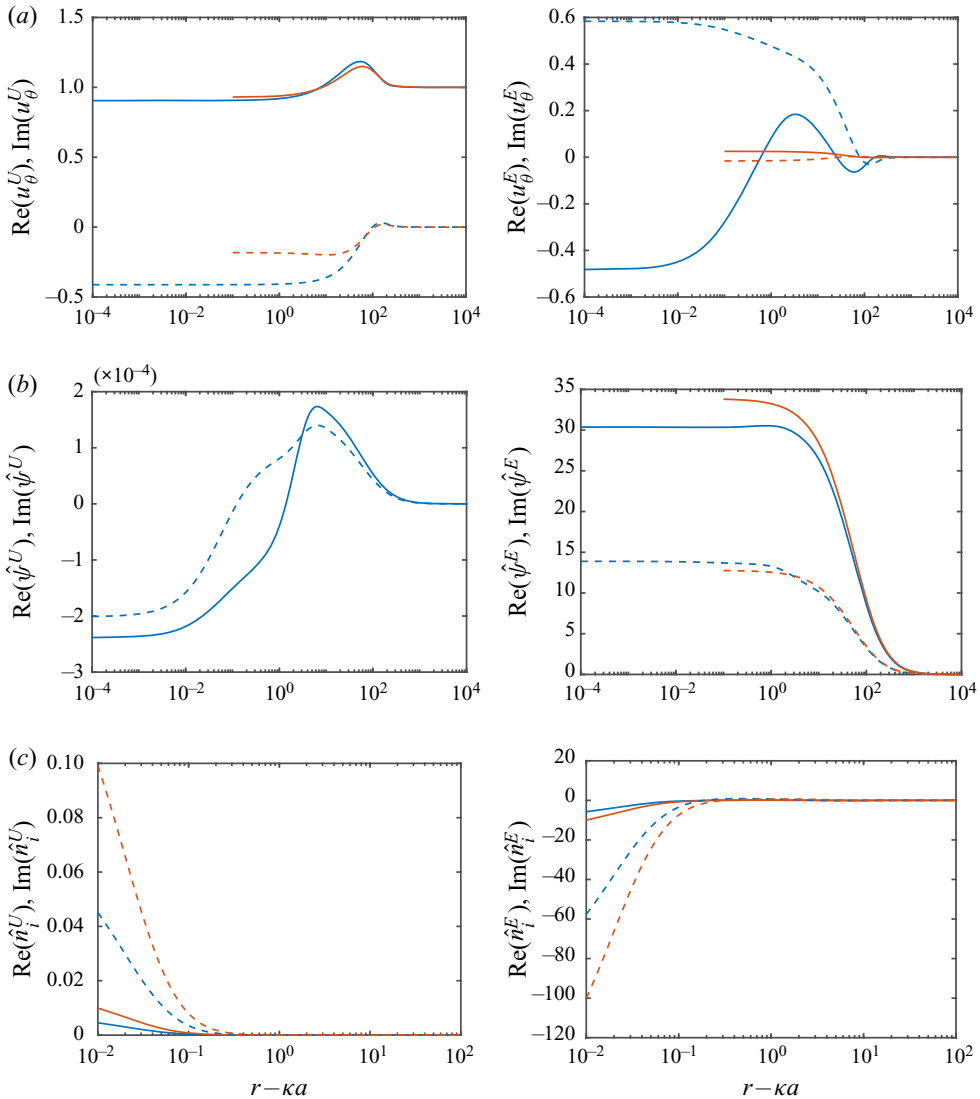 (a)
Re(u_θ^U), Im(u_θ^U)
1.5
1.0
0.5
0
−0.5
10^−4 10^−2 10^0 10^2 10^4
Re(u_θ^E), Im(u_θ^E)
0.6
0.4
0.2
0
−0.2
−0.4
−0.6
10^−4 10^−2 10^0 10^2 10^4
(b)
(×10^−4)
Re(ψ̂^U), Im(ψ̂^U)
2
1
0
−1
−2
−3
10^−4 10^−2 10^0 10^2 10^4
Re(ψ̂^E), Im(ψ̂^E)
35
30
25
20
15
10
5
0
10^−4 10^−2 10^0 10^2 10^4
(c)
Re(n̂_i^U), Im(n̂_i^U)
0.10
0.08
0.06
0.04
0.02
0
10^−2 10^−1 10^0 10^1 10^2
r−κa
Re(n̂_i^E), Im(n̂_i^E)
20
0
−20
−40
−60
−80
−100
−120
10^−2 10^−1 10^0 10^1 10^2
r−κa